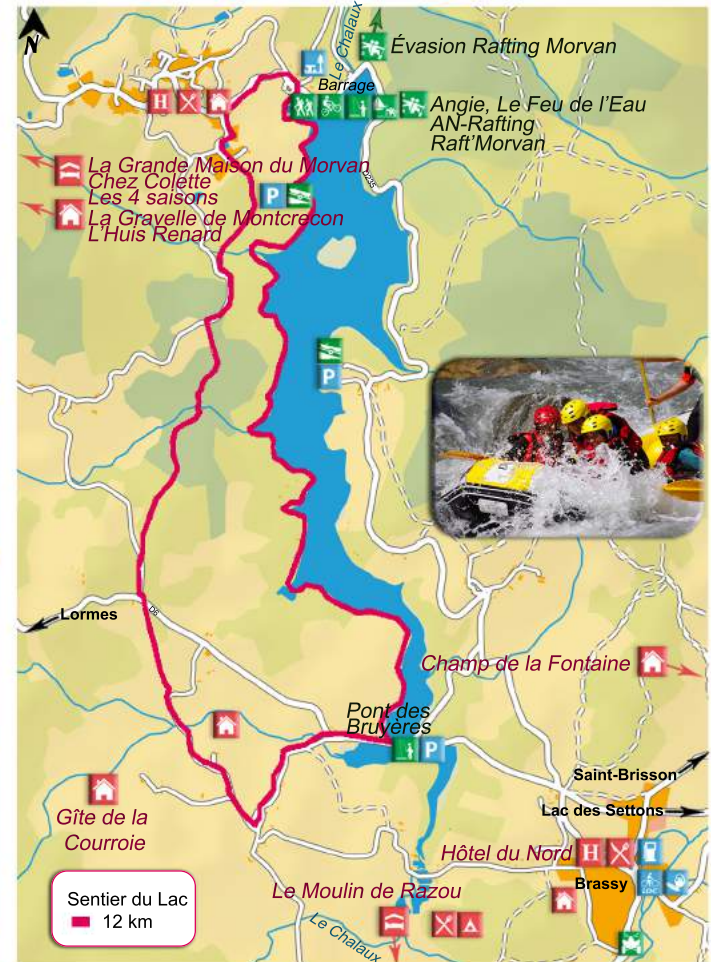 N
Le Chalaux
Évasion Rafting Morvan
Barrage
H
Angie, Le Feu de l'Eau
AN-Rafting
Raft'Morvan
La Grande Maison du Morvan
Chez Colette
Les 4 saisons
La Gravelle de Montcrecon
L'Huis Renard
P
D235
P
Lormes
D6
Champ de la Fontaine
Pont des
Bruyères
P
Saint-Brisson
Lac des Settons
Gîte de la
Courroie
Hôtel du Nord
H
Brassy
LOC
Sentier du Lac
12 km
Le Moulin de Razou
Le Chalaux